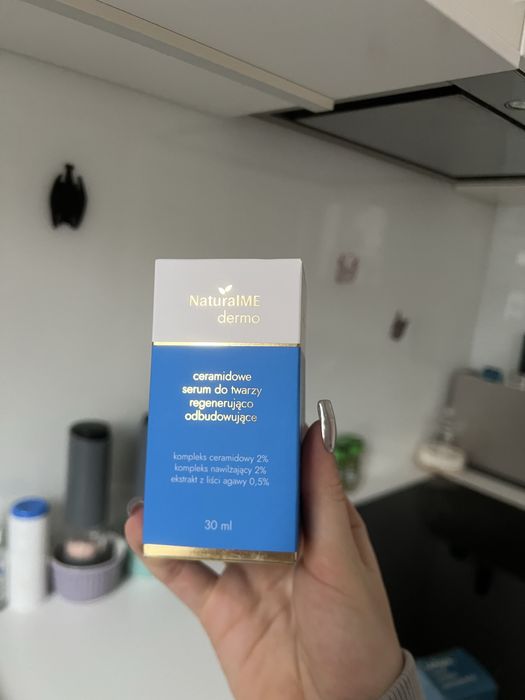 NaturalME
dermo
ceramidowe
serum do twarzy
regenerująco
odbudowujące
kompleks ceramidowy 2%
kompleks nawilżający 2%
ekstrakt z liści agawy 0,5%
30 ml